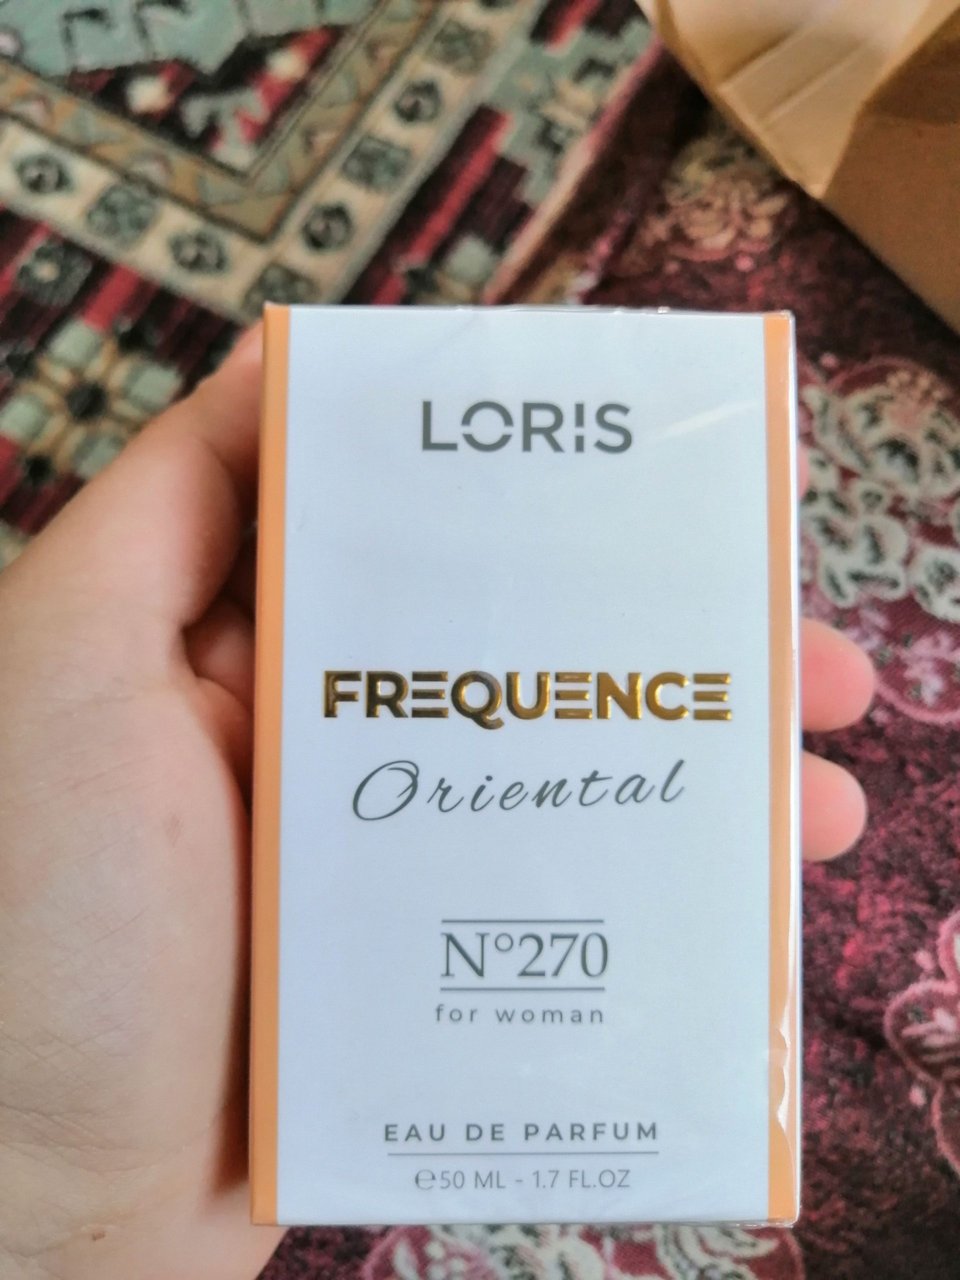 LORIS
FREQUENCE
Oriental
N°270
for woman
EAU DE PARFUM
℮50 ML - 1.7 FL.OZ